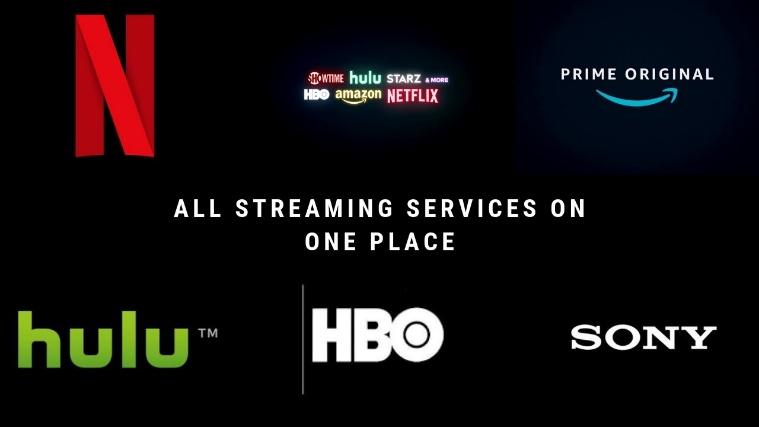 N
SHOWTIME hulu STARZ & MORE
HBO amazon NETFLIX
PRIME ORIGINAL
ALL STREAMING SERVICES ON
ONE PLACE
hulu™
HBO
SONY